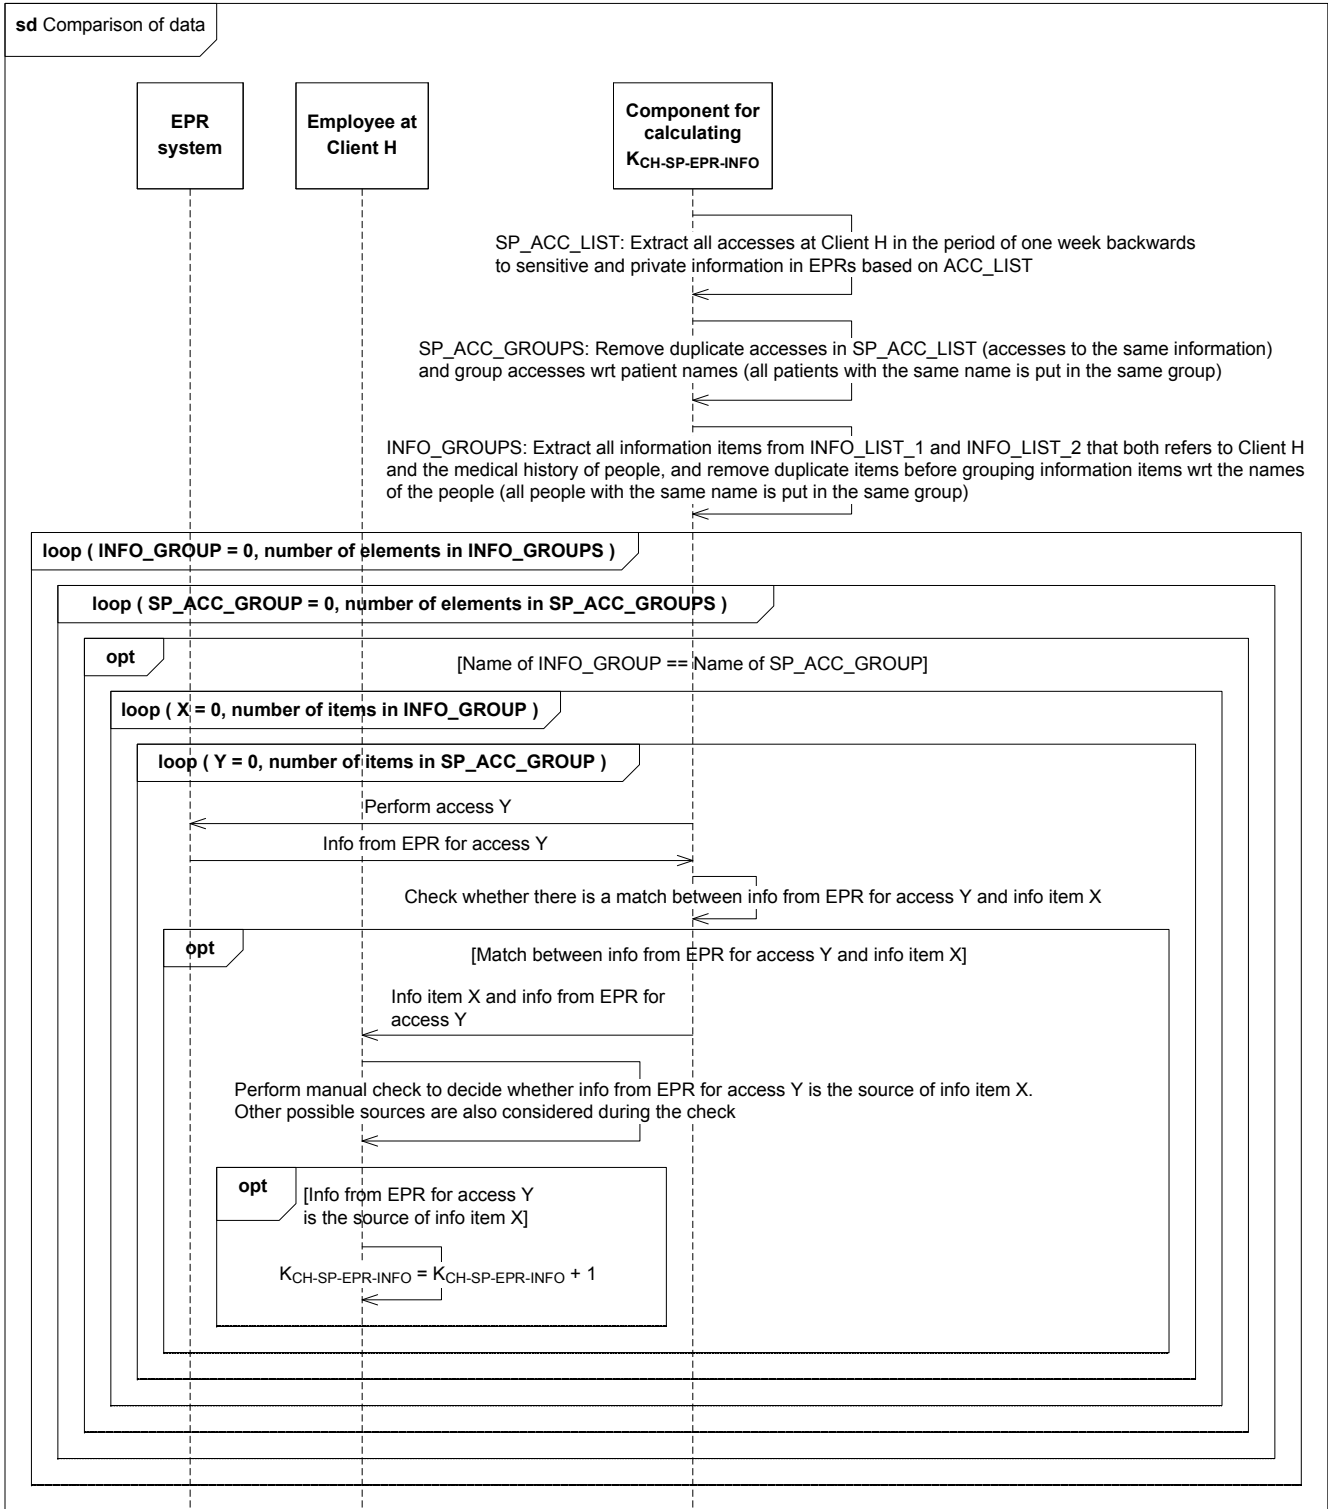 sd Comparison of data
EPR
system
Employee at
Client H
Component for
calculating
KCH-SP-EPR-INFO
SP_ACC_LIST: Extract all accesses at Client H in the period of one week backwards
to sensitive and private information in EPRs based on ACC_LIST
SP_ACC_GROUPS: Remove duplicate accesses in SP_ACC_LIST (accesses to the same information)
and group accesses wrt patient names (all patients with the same name is put in the same group)
INFO_GROUPS: Extract all information items from INFO_LIST_1 and INFO_LIST_2 that both refers to Client H
and the medical history of people, and remove duplicate items before grouping information items wrt the names
of the people (all people with the same name is put in the same group)
loop ( INFO_GROUP = 0, number of elements in INFO_GROUPS )
loop ( SP_ACC_GROUP = 0, number of elements in SP_ACC_GROUPS )
opt
[Name of INFO_GROUP == Name of SP_ACC_GROUP]
loop ( X = 0, number of items in INFO_GROUP )
loop ( Y = 0, number of items in SP_ACC_GROUP )
Perform access Y
Info from EPR for access Y
Check whether there is a match between info from EPR for access Y and info item X
opt
[Match between info from EPR for access Y and info item X]
Info item X and info from EPR for
access Y
Perform manual check to decide whether info from EPR for access Y is the source of info item X.
Other possible sources are also considered during the check
opt
[Info from EPR for access Y
is the source of info item X]
KCH-SP-EPR-INFO = KCH-SP-EPR-INFO + 1